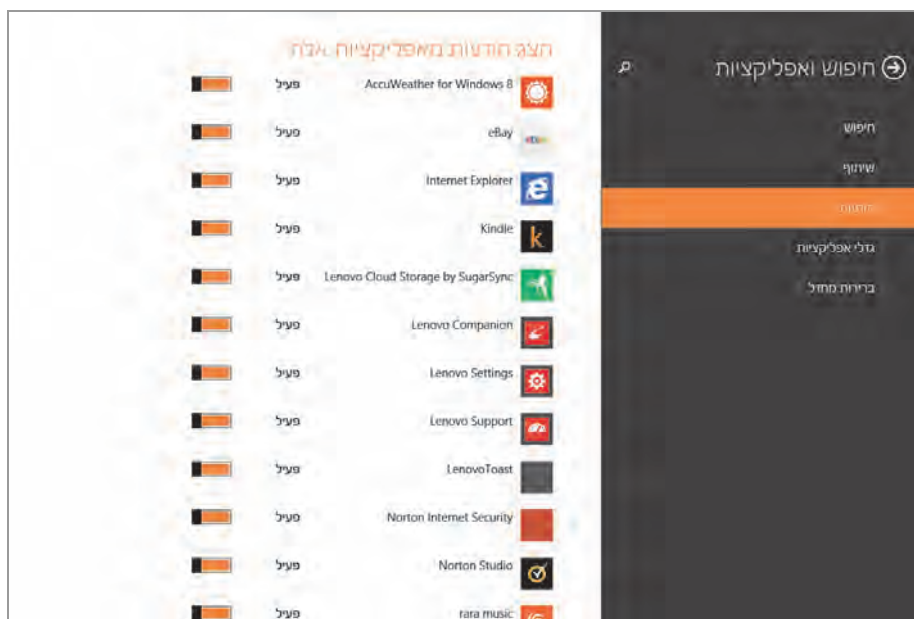 חיפוש ואפליקציות
חיפוש
שיתוף
הודעות
גדלי אפליקציות
ברירות מחדל
הצג הודעות מאפליקציות אלה
AccuWeather for Windows 8
פעיל
eBay
פעיל
Internet Explorer
פעיל
Kindle
פעיל
Lenovo Cloud Storage by SugarSync
פעיל
Lenovo Companion
פעיל
Lenovo Settings
פעיל
Lenovo Support
פעיל
LenovoToast
פעיל
Norton Internet Security
פעיל
Norton Studio
פעיל
rara music
פעיל